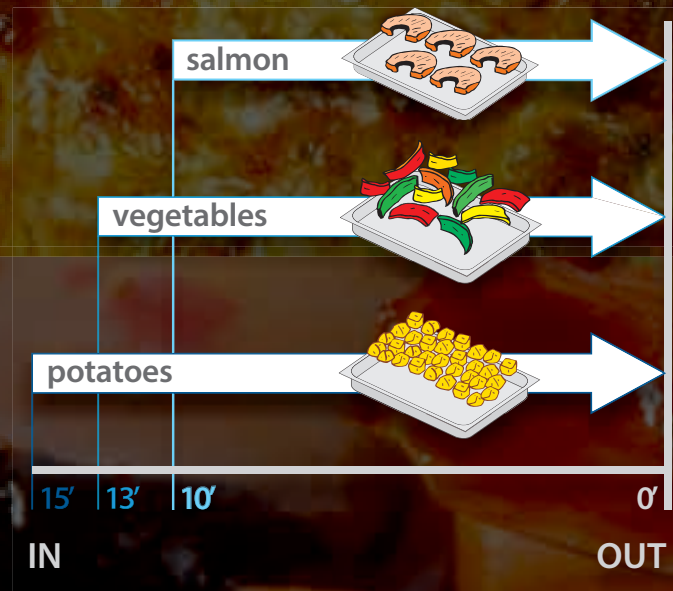 salmon
vegetables
potatoes
15′ 13′ 10′ 0′
IN OUT